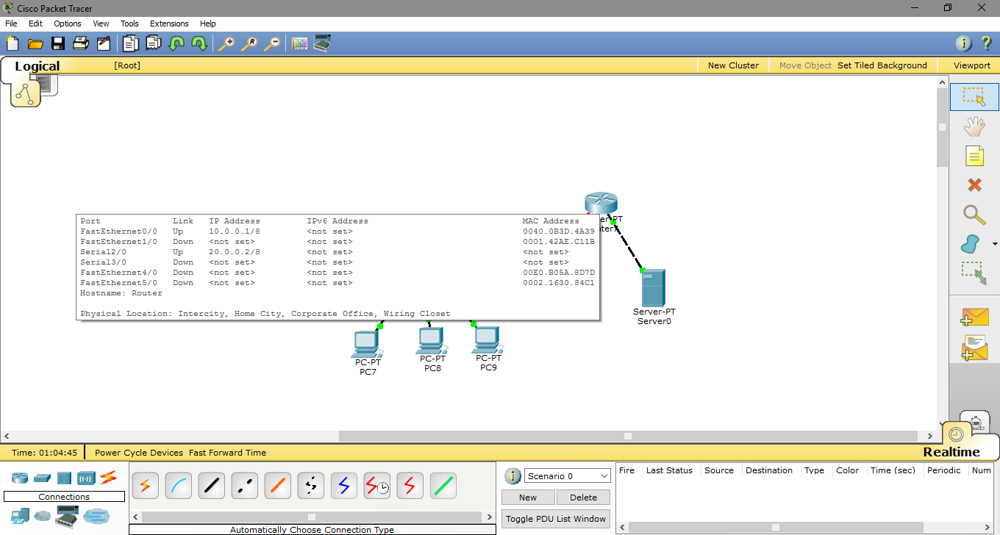 Cisco Packet Tracer
File Edit Options View Tools Extensions Help
Logical [Root] New Cluster Move Object Set Tiled Background Viewport
Port Link IP Address IPv6 Address MAC Address
FastEthernet0/0 Up 10.0.0.1/8 <not set> 0040.0B3D.4A39
FastEthernet1/0 Down <not set> <not set> 0001.42AE.C11B
Serial2/0 Up 20.0.0.2/8 <not set> <not set>
Serial3/0 Down <not set> <not set> <not set>
FastEthernet4/0 Down <not set> <not set> 00E0.B05A.8D7D
FastEthernet5/0 Down <not set> <not set> 0002.1630.84C1
Hostname: Router
Physical Location: Intercity, Home City, Corporate Office, Wiring Closet
Server-PT
Server0
PC-PT
PC7
PC-PT
PC8
PC-PT
PC9
Time: 01:04:45 Power Cycle Devices Fast Forward Time
Realtime
Connections
Automatically Choose Connection Type
Scenario 0
New Delete
Toggle PDU List Window
Fire Last Status Source Destination Type Color Time (sec) Periodic Num